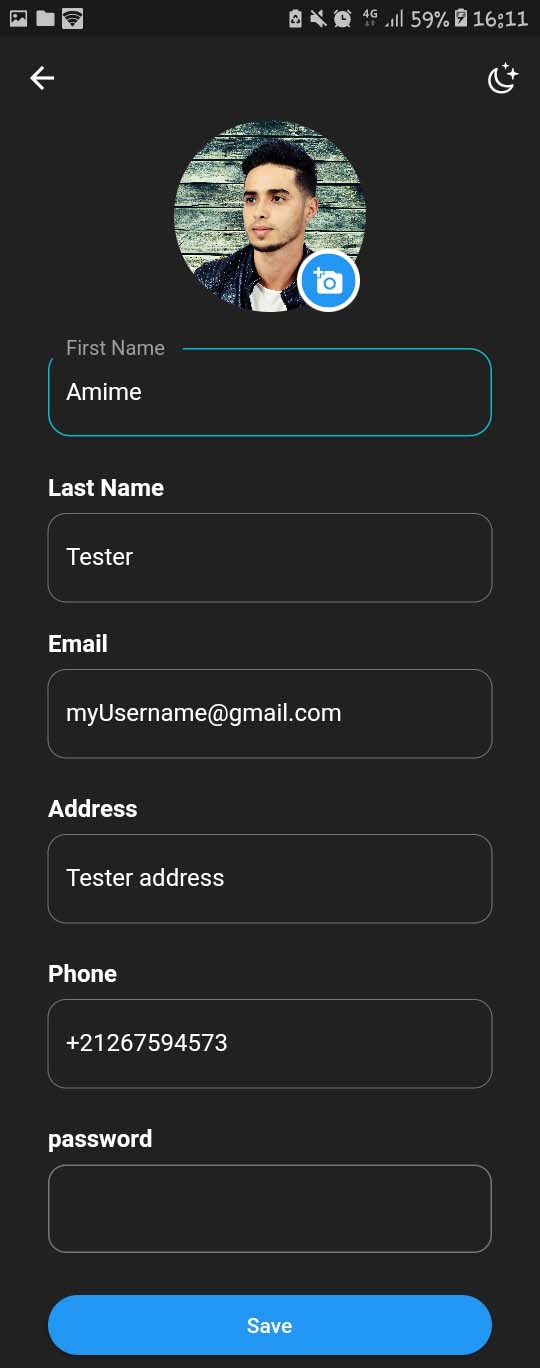 4G 59% 16:11
First Name
Amime
Last Name
Tester
Email
myUsername@gmail.com
Address
Tester address
Phone
+21267594573
password
Save